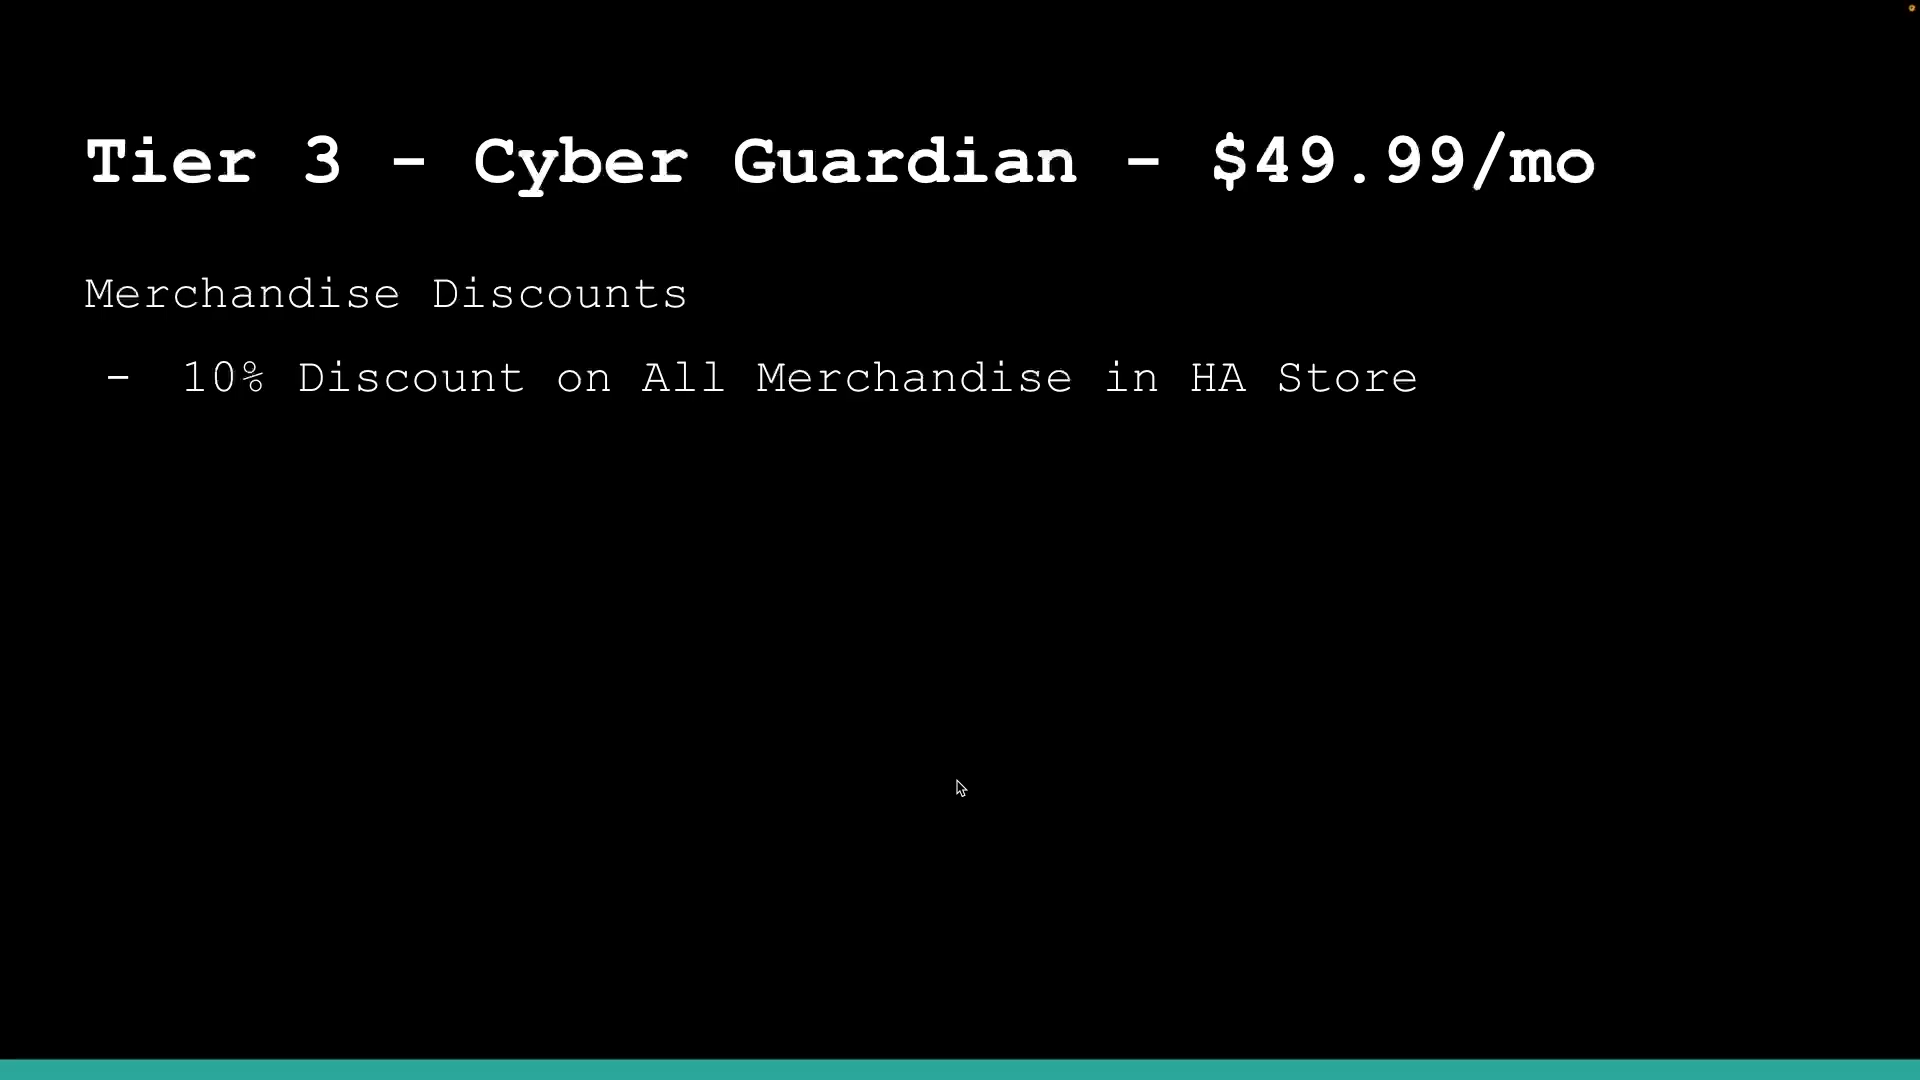 Tier 3 - Cyber Guardian - $49.99/mo
Merchandise Discounts
- 10% Discount on All Merchandise in HA Store